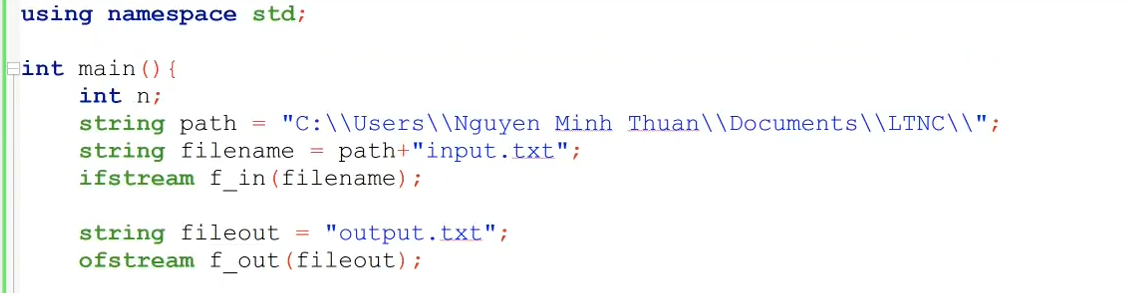 using namespace std;
int main(){
int n;
string path = "C:\\Users\\Nguyen Minh Thuan\\Documents\\LTNC\\";
string filename = path+"input.txt";
ifstream f_in(filename);
string fileout = "output.txt";
ofstream f_out(fileout);